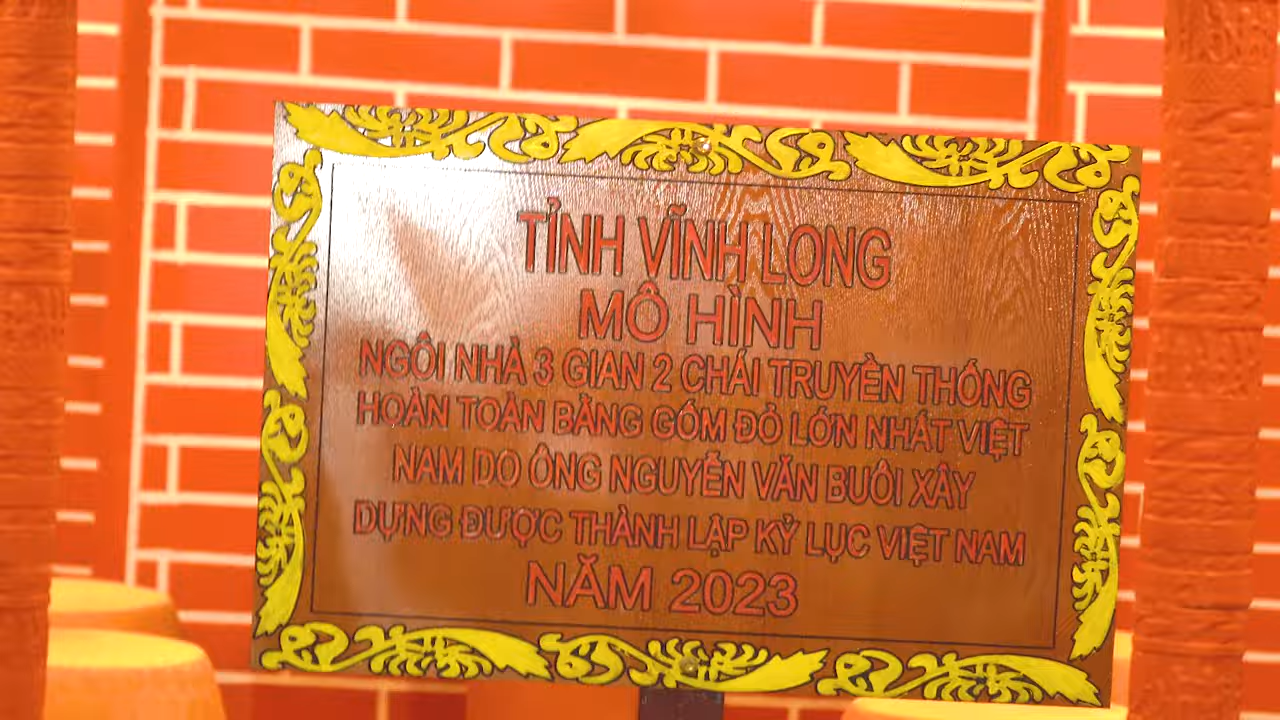 TỈNH VĨNH LONG
MÔ HÌNH
NGÔI NHÀ 3 GIAN 2 CHÁI TRUYỀN THỐNG
HOÀN TOÀN BẰNG GỐM ĐỎ LỚN NHẤT VIỆT
NAM DO ÔNG NGUYỄN VĂN BUÔI XÂY
DỰNG ĐƯỢC THÀNH LẬP KỶ LỤC VIỆT NAM
NĂM 2023